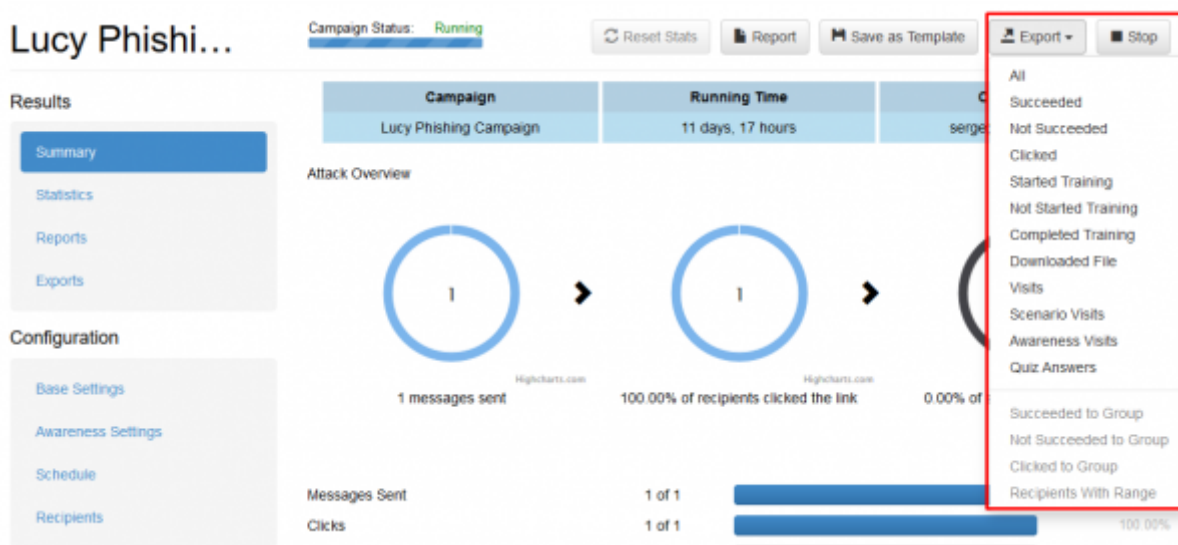 Lucy Phishi...
Campaign Status: Running
Reset Stats
Report
Save as Template
Export
Stop
Results
Summary
Statistics
Reports
Exports
Configuration
Base Settings
Awareness Settings
Schedule
Recipients
Campaign
Running Time
C
Lucy Phishing Campaign
11 days, 17 hours
serge
Attack Overview
1
1
Highcharts.com
Highcharts.com
1 messages sent
100.00% of recipients clicked the link
0.00% of
Messages Sent
1 of 1
Clicks
1 of 1
100.00%
All
Succeeded
Not Succeeded
Clicked
Started Training
Not Started Training
Completed Training
Downloaded File
Visits
Scenario Visits
Awareness Visits
Quiz Answers
Succeeded to Group
Not Succeeded to Group
Clicked to Group
Recipients With Range